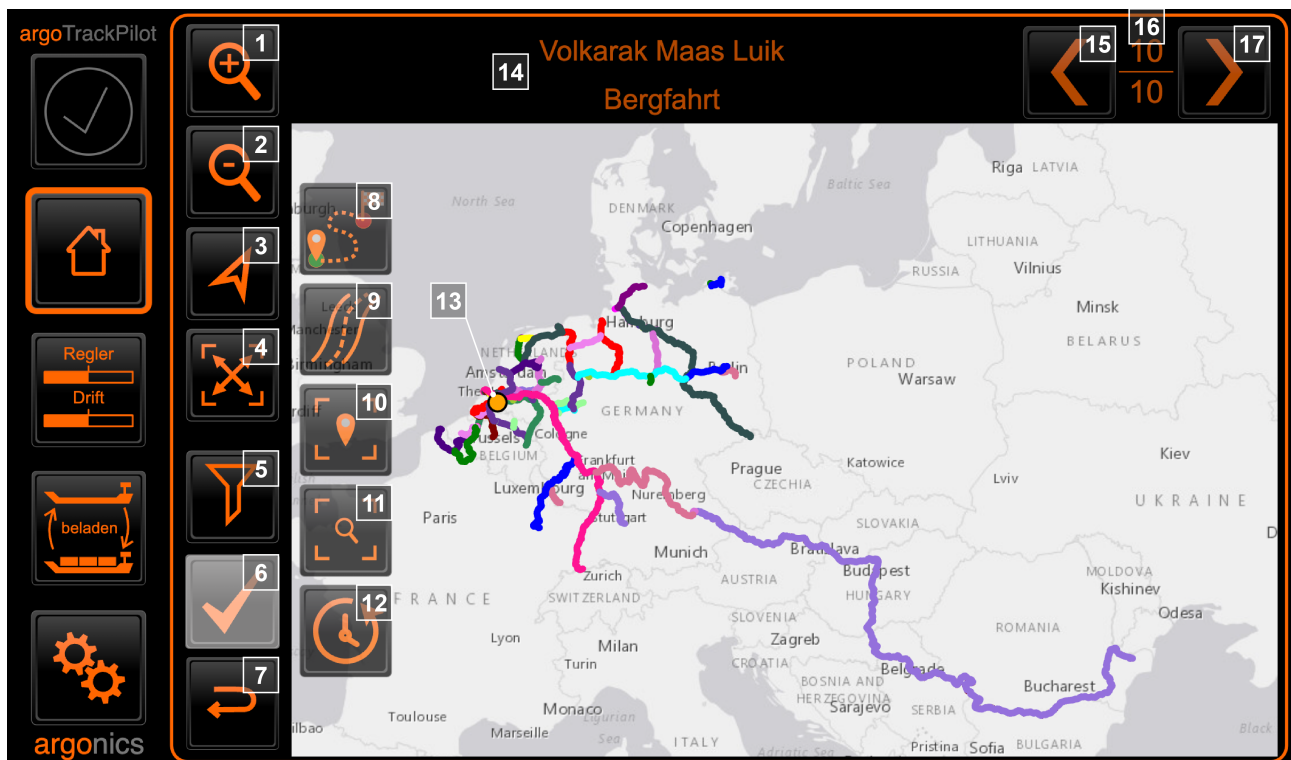 argoTrackPilot
1
2
3
4
5
6
7
8
9
10
11
12
13
14
15
16
17
Volkarak Maas Luik
Bergfahrt
10
10
Regler
Drift
beladen
argonics
Riga LATVIA
Baltic Sea
North Sea
DENMARK
Copenhagen
LITHUANIA
Vilnius
RUSSIA
Minsk
BELARUS
Hamburg
NETHERLANDS
Amsterdam
Manchester
Birmingham
POLAND
Warsaw
Berlin
GERMANY
Cologne
BELGIUM
Frankfurt
Prague
CZECHIA
Katowice
Lviv
Kiev
UKRAINE
Luxembourg
Nuremberg
Paris
Stuttgart
SLOVAKIA
Munich
Bratislava
Budapest
HUNGARY
MOLDOVA
Kishinev
Odesa
Zurich
SWITZERLAND
AUSTRIA
FRANCE
SLOVENIA
Zagreb
ROMANIA
Lyon
Milan
Turin
CROATIA
Belgrade
BOSNIA AND
HERZEGOVINA
Sarajevo
SERBIA
Bucharest
Toulouse
Monaco
Marseille
Ligurian
Sea
ITALY
Adriatic Sea
Pristina
Sofia
BULGARIA
Black
ilbao